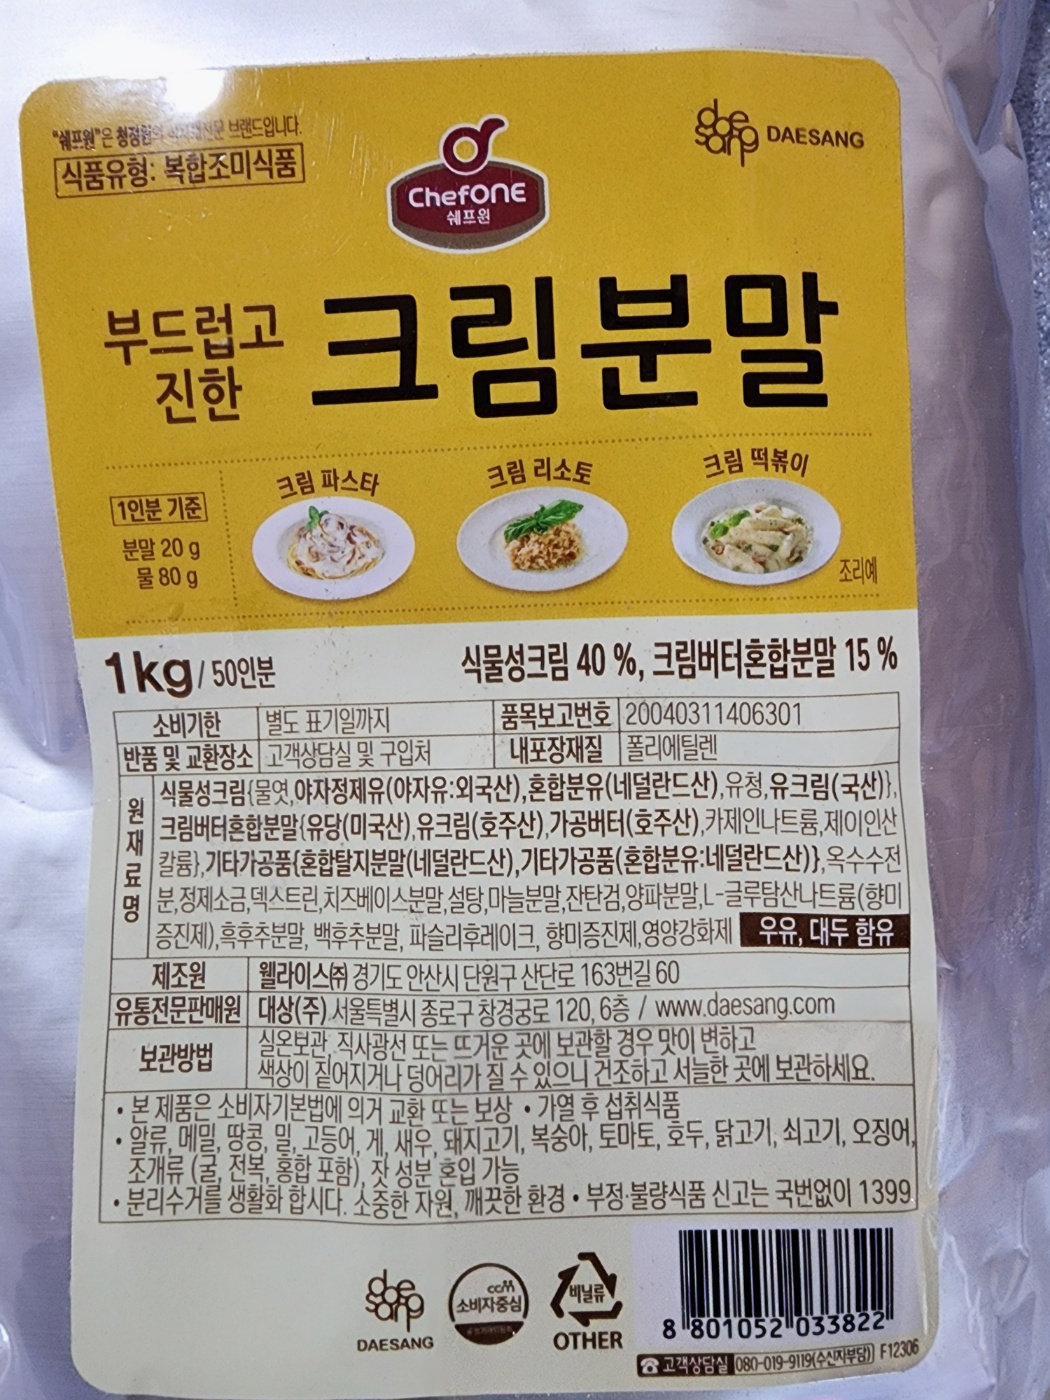 "쉐프원"은 청정원의 브랜드입니다.
식품유형: 복합조미식품
ChefONE
쉐프원
daesang DAESANG
부드럽고
진한
크림분말
1인분 기준
분말 20 g
물 80 g
크림 파스타
크림 리소토
크림 떡볶이
조리예
1kg / 50인분
식물성크림 40 %, 크림버터혼합분말 15 %
소비기한 별도 표기일까지 품목보고번호 20040311406301
반품 및 교환장소 고객상담실 및 구입처 내포장재질 폴리에틸렌
원재료명
식물성크림{물엿,야자정제유(야자유:외국산),혼합분유(네덜란드산),유청,유크림(국산)},
크림버터혼합분말{유당(미국산),유크림(호주산),가공버터(호주산),카제인나트륨,제이인산
칼륨},기타가공품{혼합탈지분말(네덜란드산),기타가공품(혼합분유:네덜란드산)},옥수수전
분,정제소금,덱스트린,치즈베이스분말,설탕,마늘분말,잔탄검,양파분말,L-글루탐산나트륨(향미
증진제),흑후추분말, 백후추분말, 파슬리후레이크, 향미증진제,영양강화제 우유, 대두 함유
제조원 웰라이스㈜ 경기도 안산시 단원구 산단로 163번길 60
유통전문판매원 대상(주) 서울특별시 종로구 창경궁로 120, 6층 / www.daesang.com
보관방법 실온보관, 직사광선 또는 뜨거운 곳에 보관할 경우 맛이 변하고
색상이 짙어지거나 덩어리가 질 수 있으니 건조하고 서늘한 곳에 보관하세요.
• 본 제품은 소비자기본법에 의거 교환 또는 보상 • 가열 후 섭취식품
• 알류, 메밀, 땅콩, 밀, 고등어, 게, 새우, 돼지고기, 복숭아, 토마토, 호두, 닭고기, 쇠고기, 오징어,
조개류 (굴, 전복, 홍합 포함), 잣 성분 혼입 가능
• 분리수거를 생활화 합시다. 소중한 자원, 깨끗한 환경 • 부정·불량식품 신고는 국번없이 1399
daesang
DAESANG
ccm
소비자중심
비닐류
OTHER
8 801052 033822
고객상담실 080-019-9119(수신자부담) F12306